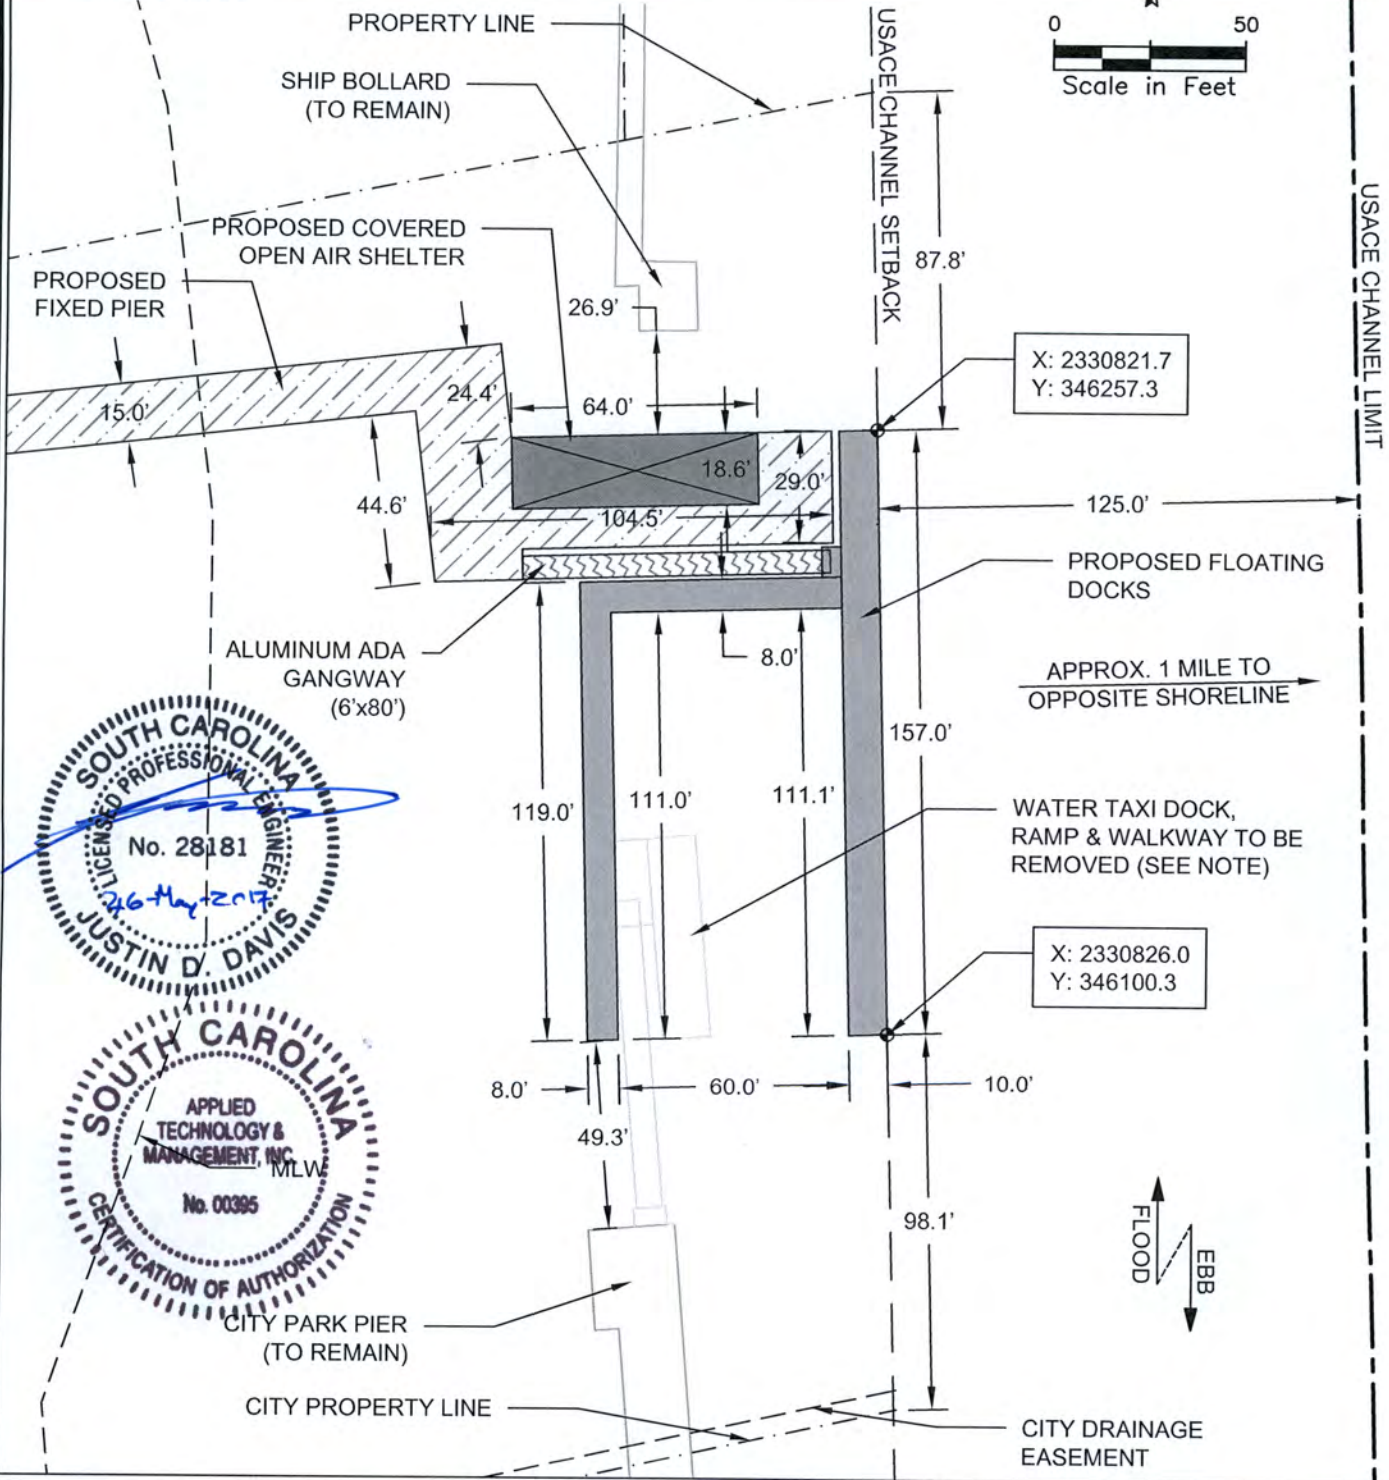 PROPERTY LINE
0 50
Scale in Feet
SHIP BOLLARD
(TO REMAIN)
USACE CHANNEL SETBACK
USACE CHANNEL LIMIT
PROPOSED COVERED
OPEN AIR SHELTER
87.8'
PROPOSED
FIXED PIER
26.9'
X: 2330821.7
Y: 346257.3
15.0'
24.4'
64.0'
18.6'
29.0'
44.6'
104.5'
125.0'
PROPOSED FLOATING
DOCKS
ALUMINUM ADA
GANGWAY
(6'x80')
8.0'
APPROX. 1 MILE TO
OPPOSITE SHORELINE
157.0'
119.0'
111.0'
111.1'
WATER TAXI DOCK,
RAMP & WALKWAY TO BE
REMOVED (SEE NOTE)
SOUTH CAROLINA
LICENSED PROFESSIONAL ENGINEER
No. 28181
26-May-2017
JUSTIN D. DAVIS
X: 2330826.0
Y: 346100.3
8.0'
60.0'
10.0'
49.3'
SOUTH CAROLINA
APPLIED
TECHNOLOGY &
MANAGEMENT, INC.
No. 00395
CERTIFICATION OF AUTHORIZATION
MLW
98.1'
FLOOD
EBB
CITY PARK PIER
(TO REMAIN)
CITY PROPERTY LINE
CITY DRAINAGE
EASEMENT